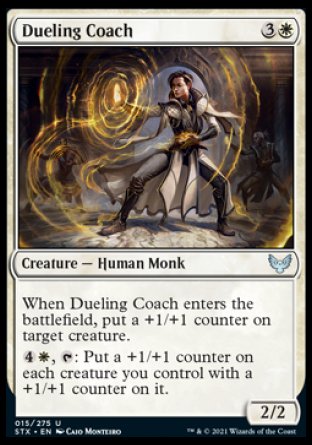 Dueling Coach 3
Creature — Human Monk
When Dueling Coach enters the
battlefield, put a +1/+1 counter on
target creature.
4 , : Put a +1/+1 counter on
each creature you control with a
+1/+1 counter on it.
2/2
015/275 U
STX • EN Caio Monteiro ™ & © 2021 Wizards of the Coast